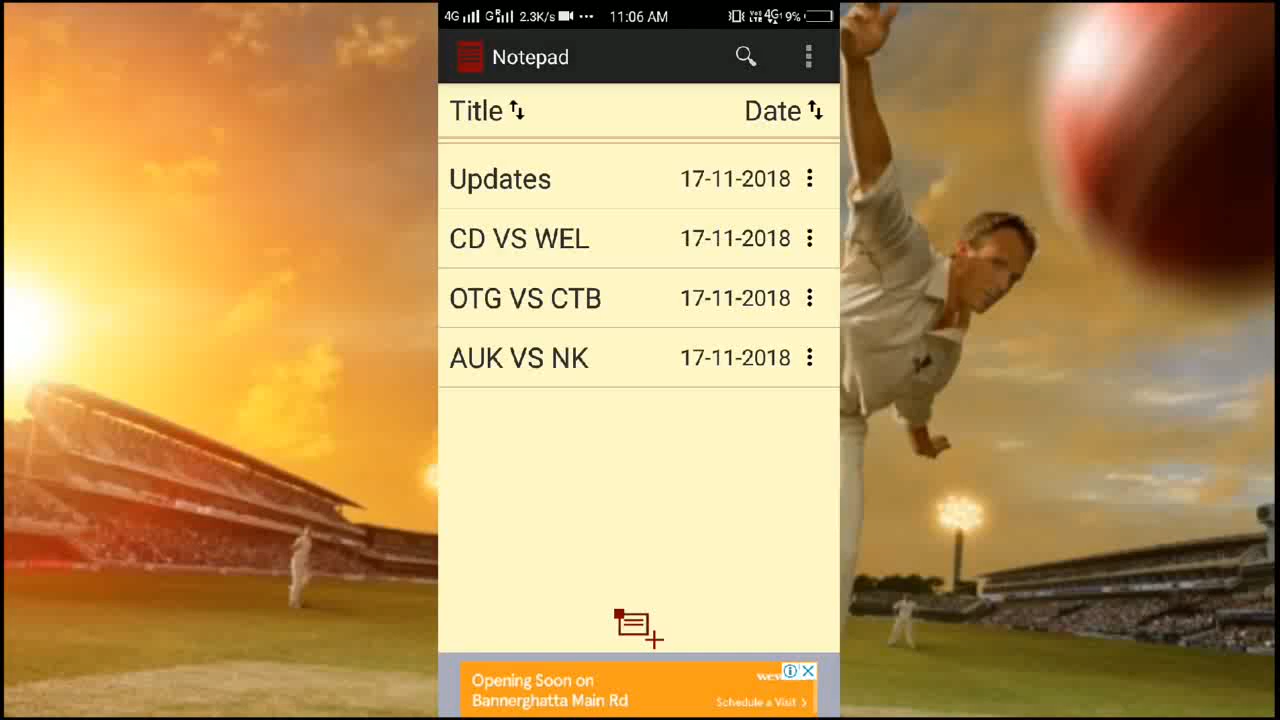 4G G R 2.3K/s ... 11:06 AM VoLTE 4G 9%
Notepad
Title Date
Updates 17-11-2018
CD VS WEL 17-11-2018
OTG VS CTB 17-11-2018
AUK VS NK 17-11-2018
Opening Soon on
Bannerghatta Main Rd
Schedule a Visit >